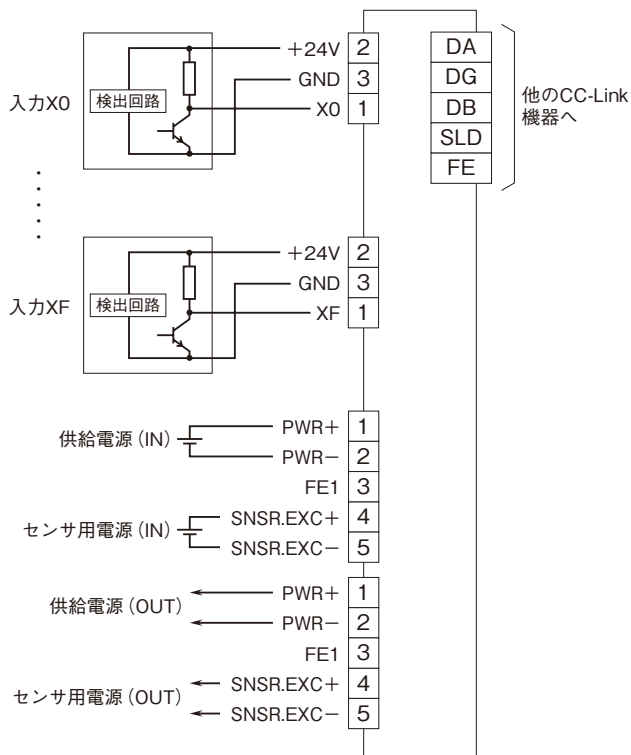 入力X0
検出回路
+24V 2
GND 3
X0 1
DA
DG
DB
SLD
FE
他のCC-Link
機器へ
入力XF
検出回路
+24V 2
GND 3
XF 1
供給電源(IN)
PWR+ 1
PWR− 2
FE1 3
センサ用電源(IN)
SNSR.EXC+ 4
SNSR.EXC− 5
供給電源(OUT)
PWR+ 1
PWR− 2
FE1 3
センサ用電源(OUT)
SNSR.EXC+ 4
SNSR.EXC− 5